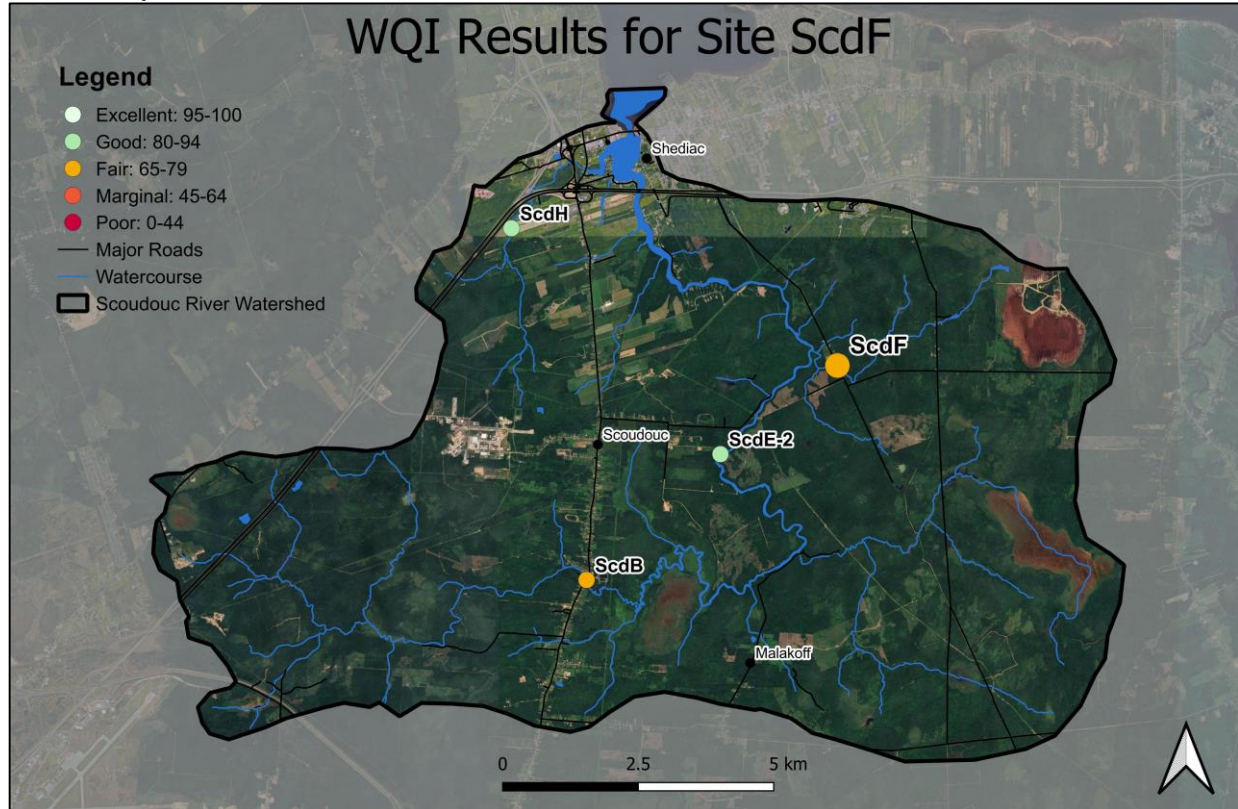 WQI Results for Site ScdF
Legend
Excellent: 95-100
Good: 80-94
Fair: 65-79
Marginal: 45-64
Poor: 0-44
Major Roads
Watercourse
Scoudouc River Watershed
Shediac
ScdH
ScdF
Scoudouc
ScdE-2
ScdB
Malakoff
0 2.5 5 km